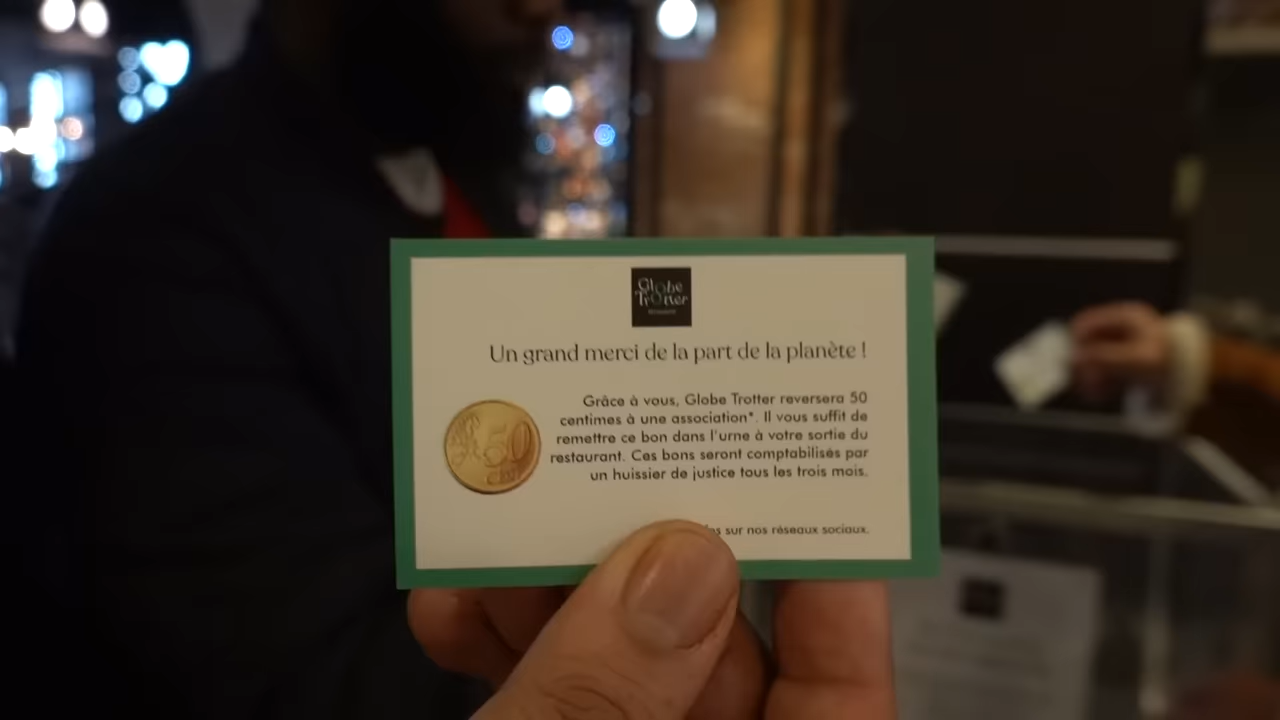 Globe
Trotter
Un grand merci de la part de la planète !
Grâce à vous, Globe Trotter reversera 50
centimes à une association*. Il vous suffit de
remettre ce bon dans l'urne à votre sortie du
restaurant. Ces bons seront comptabilisés par
un huissier de justice tous les trois mois.
50
CENT
sur nos réseaux sociaux.